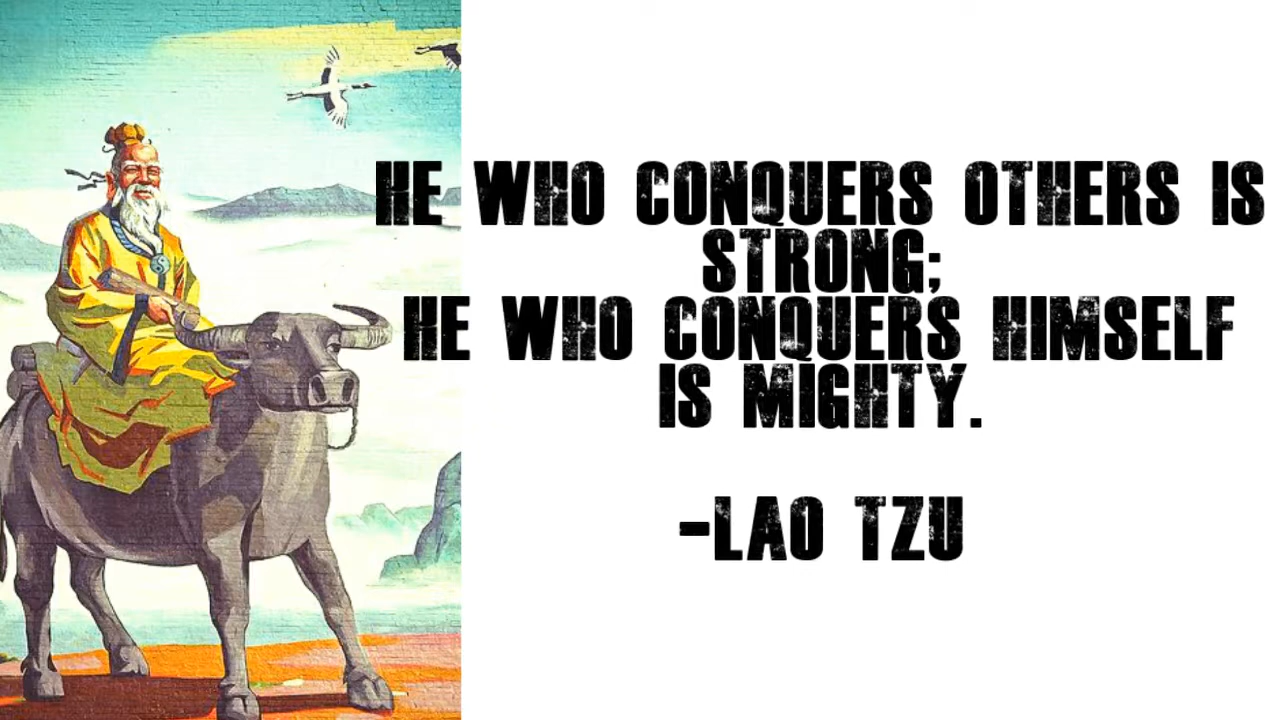 HE WHO CONQUERS OTHERS IS
STRONG;
HE WHO CONQUERS HIMSELF
IS MIGHTY.
-LAO TZU